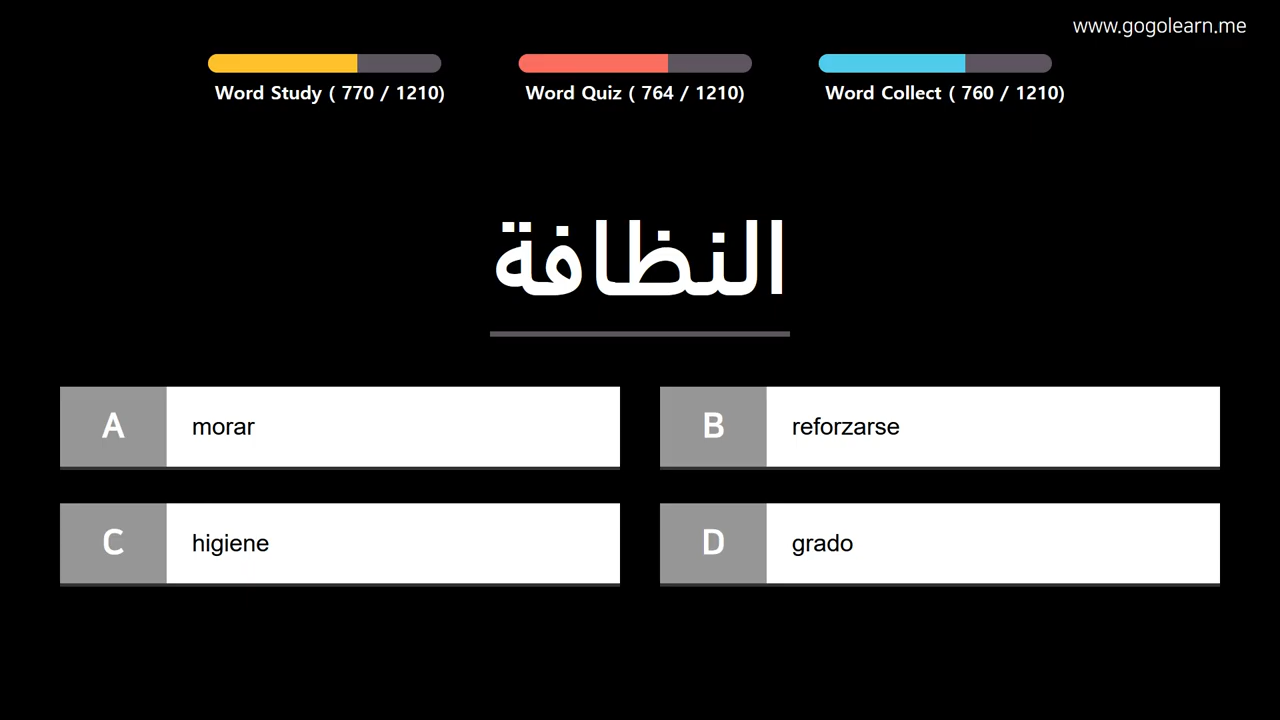 www.gogolearn.me
Word Study ( 770 / 1210)
Word Quiz ( 764 / 1210)
Word Collect ( 760 / 1210)
النظافة
A morar
B reforzarse
C higiene
D grado